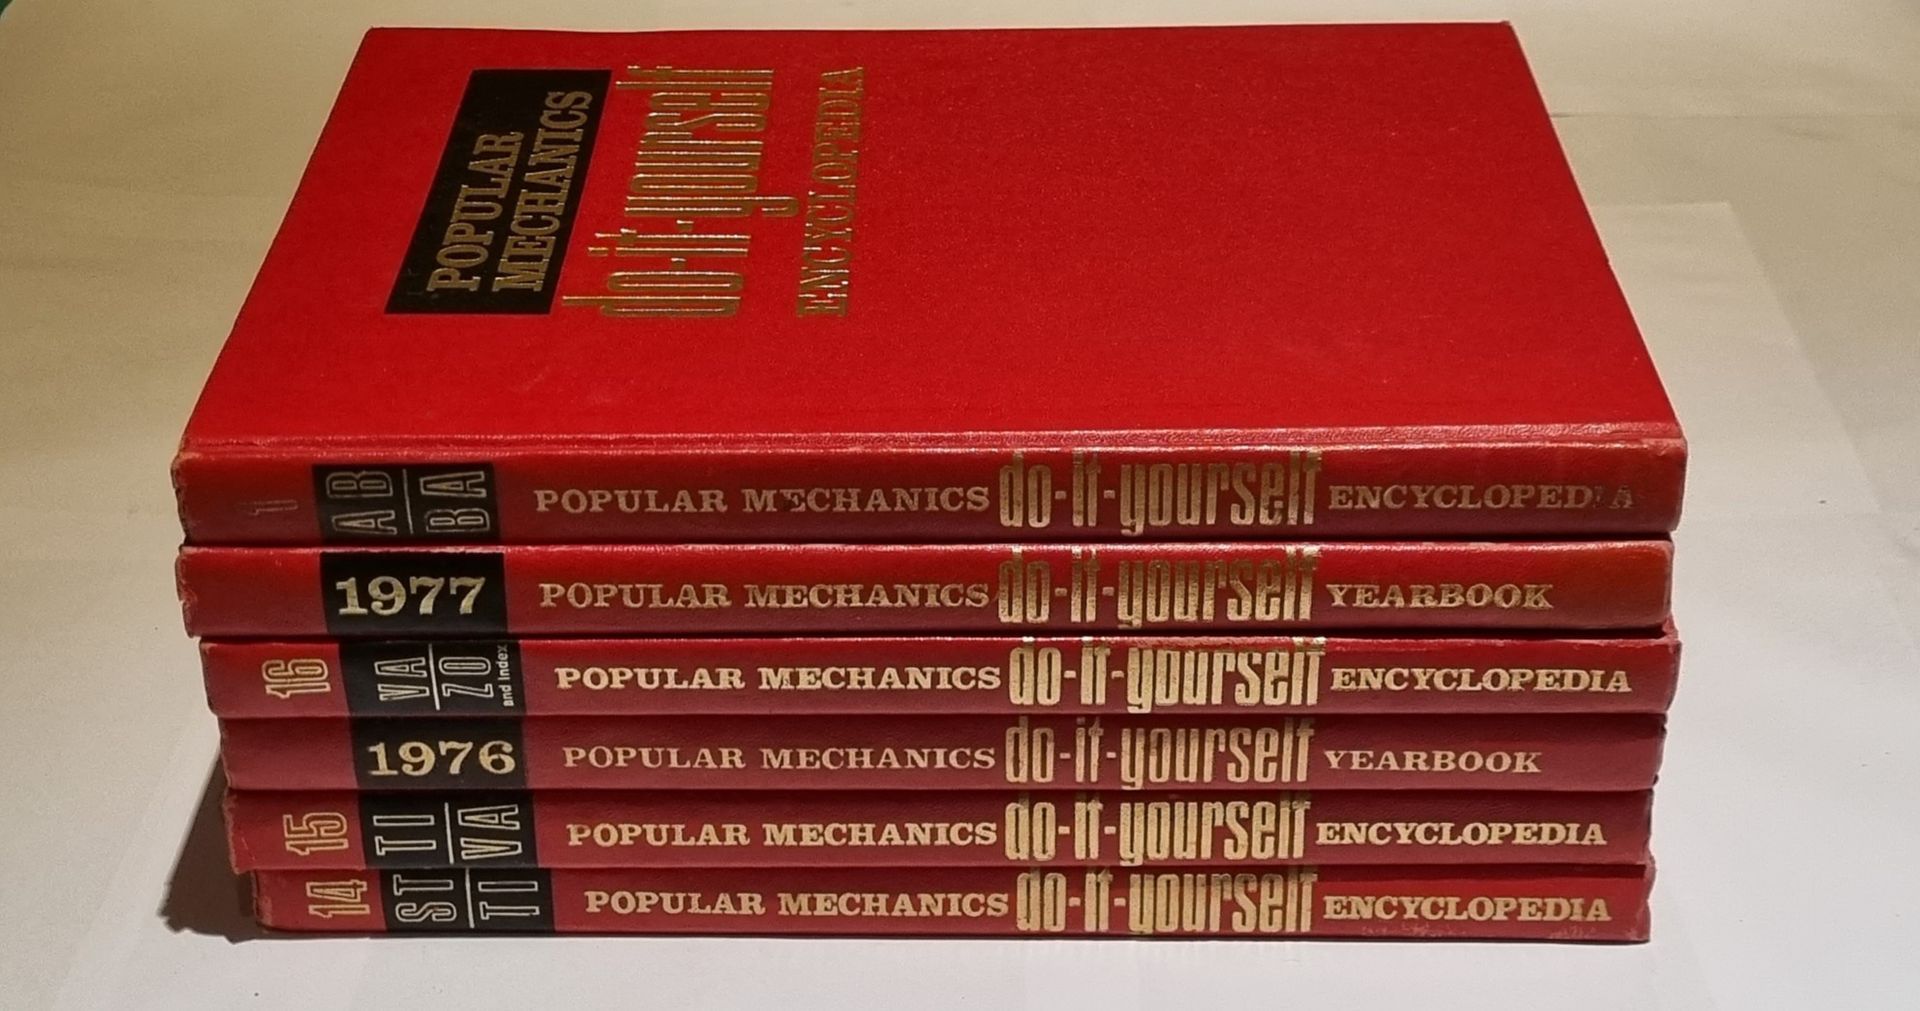 POPULAR
MECHANICS
do-it-yourself
ENCYCLOPEDIA
1 AB BA POPULAR MECHANICS do-it-yourself ENCYCLOPEDIA
1977 POPULAR MECHANICS do-it-yourself YEARBOOK
16 VA ZO and index POPULAR MECHANICS do-it-yourself ENCYCLOPEDIA
1976 POPULAR MECHANICS do-it-yourself YEARBOOK
15 TI VA POPULAR MECHANICS do-it-yourself ENCYCLOPEDIA
14 ST TI POPULAR MECHANICS do-it-yourself ENCYCLOPEDIA